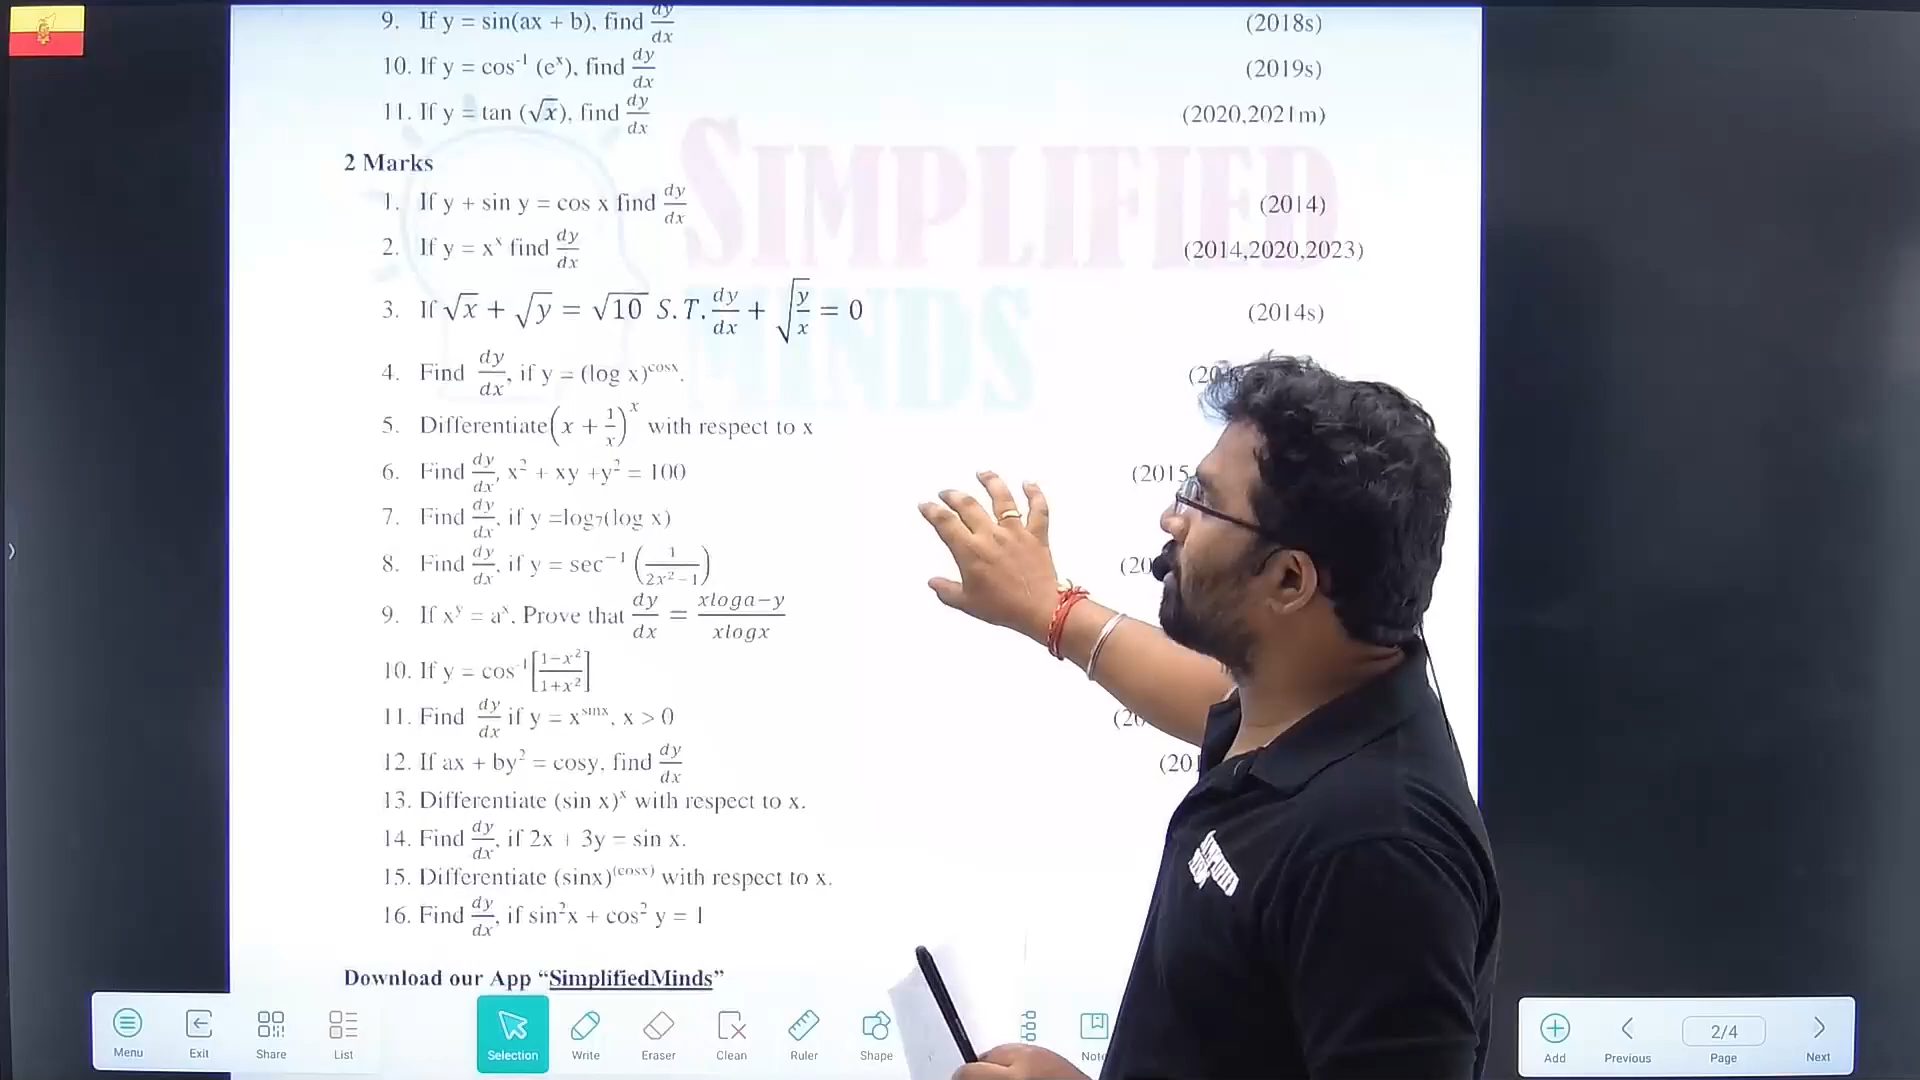 9. If y = sin(ax + b), find dy/dx (2018s)
10. If y = cos⁻¹ (eˣ), find dy/dx (2019s)
11. If y = tan (√x), find dy/dx (2020,2021m)
2 Marks
1. If y + sin y = cos x find dy/dx (2014)
2. If y = xˣ find dy/dx (2014,2020,2023)
3. If √x + √y = √10 S.T. dy/dx + √(y/x) = 0 (2014s)
4. Find dy/dx, if y = (log x)^cosx. (20
5. Differentiate (x + 1/x)^x with respect to x
6. Find dy/dx, x² + xy +y² = 100 (2015
7. Find dy/dx, if y =log₇(log x)
8. Find dy/dx, if y = sec⁻¹ (1/(2x²−1)) (20
9. If x^y = a^x. Prove that dy/dx = (xloga−y)/(xlogx)
10. If y = cos⁻¹[(1−x²)/(1+x²)]
11. Find dy/dx if y = x^sinx, x > 0 (20
12. If ax + by² = cosy, find dy/dx (201
13. Differentiate (sin x)ˣ with respect to x.
14. Find dy/dx, if 2x + 3y = sin x.
15. Differentiate (sinx)^(cosx) with respect to x.
16. Find dy/dx, if sin²x + cos² y = 1
Download our App “SimplifiedMinds”
SIMPLIFIED
MINDS
Menu Exit Share List Selection Write Eraser Clean Ruler Shape Note Add Previous 2/4 Page Next